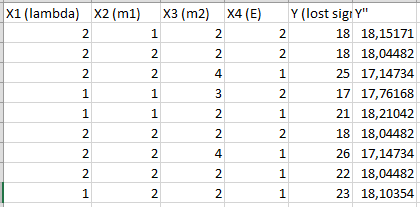 X1 (lambda) X2 (m1) X3 (m2) X4 (E) Y (lost sigr Y"
2 1 2 2 18 18,15171
2 2 2 2 18 18,04482
2 2 4 1 25 17,14734
1 1 3 2 17 17,76168
1 1 2 1 21 18,21042
2 2 2 2 18 18,04482
2 2 4 1 26 17,14734
2 2 2 1 22 18,04482
1 2 2 1 23 18,10354